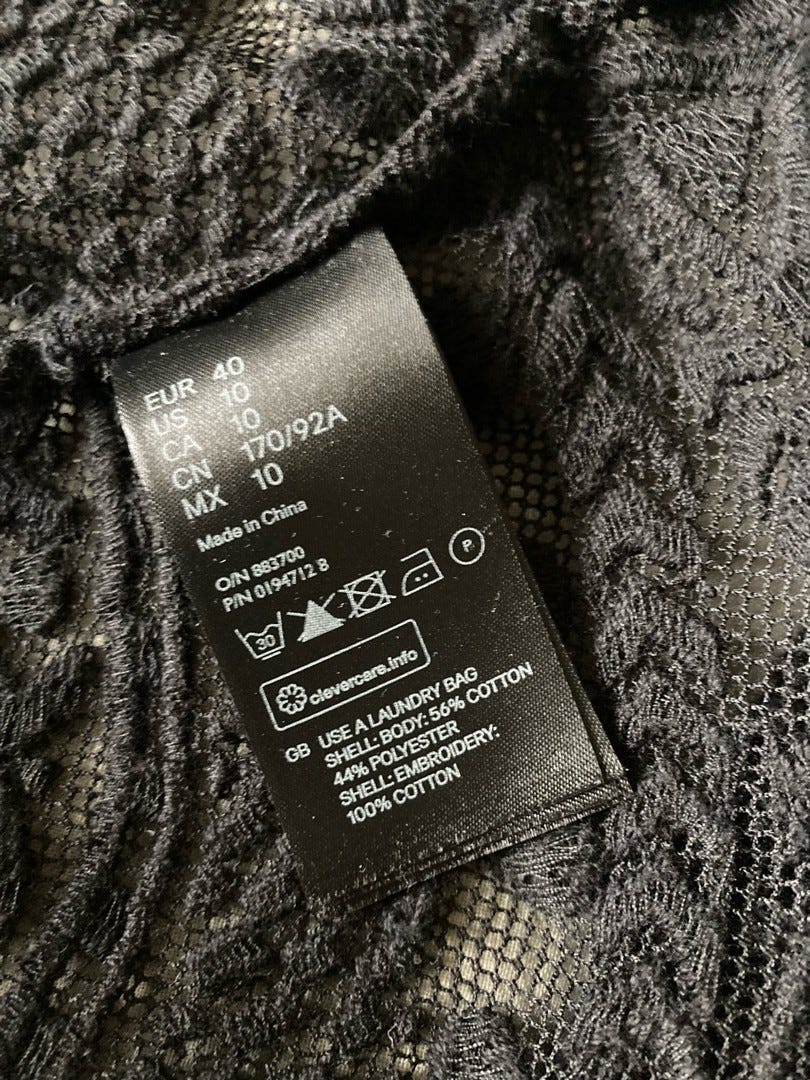 EUR 40
US 10
CA 10
CN 170/92A
MX 10
Made in China
O/N 883700
P/N 0194712 8
30
P
clevercare.info
GB USE A LAUNDRY BAG
SHELL: BODY: 56% COTTON
44% POLYESTER
SHELL: EMBROIDERY:
100% COTTON